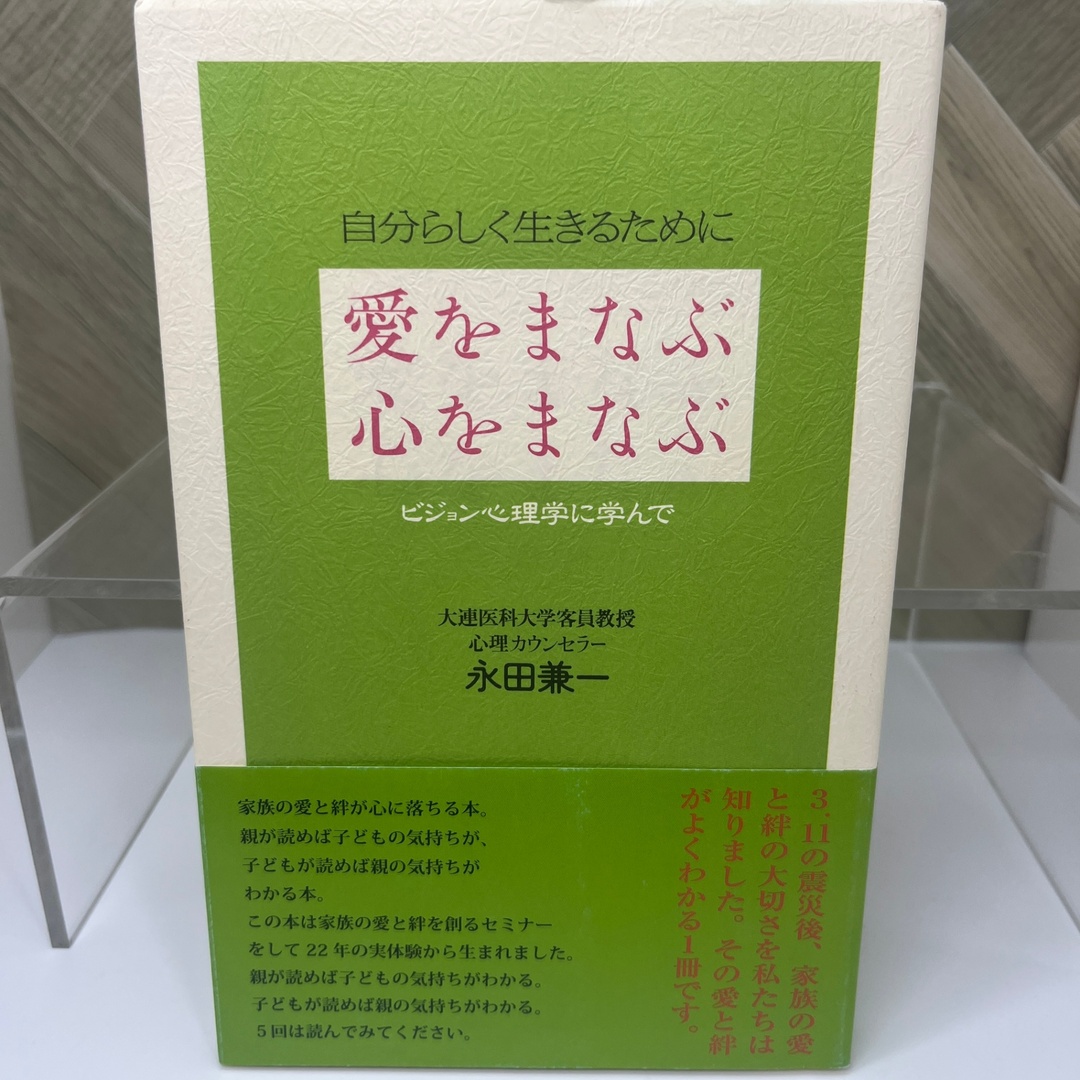 自分らしく生きるために
愛をまなぶ
心をまなぶ
ビジョン心理学に学んで
大連医科大学客員教授
心理カウンセラー
永田兼一
家族の愛と絆が心に落ちる本。
親が読めば子どもの気持ちが、
子どもが読めば親の気持ちが
わかる本。
この本は家族の愛と絆を創るセミナー
をして22年の実体験から生まれました。
親が読めば子どもの気持ちがわかる。
子どもが読めば親の気持ちがわかる。
5回は読んでみてください。
3.11の震災後、家族の愛
と絆の大切さを私たちは
知りました。その愛と絆
がよくわかる1冊です。